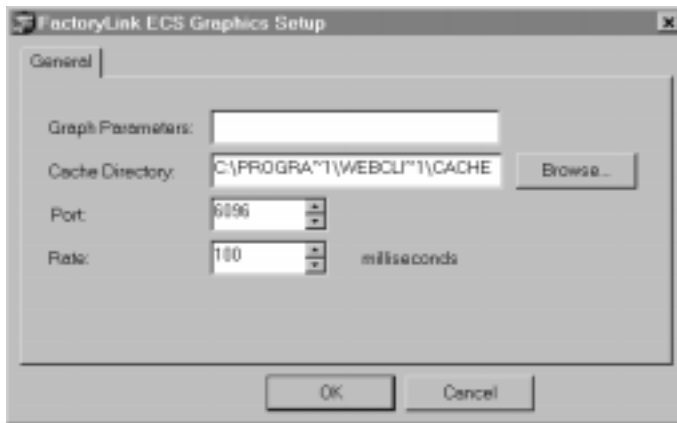 FactoryLink ECS Graphics Setup
General
Graph Parameters:
Cache Directory: C:\PROGRA~1\WEBCLI~1\CACHE Browse...
Port: 6096
Rate: 100 milliseconds
OK Cancel